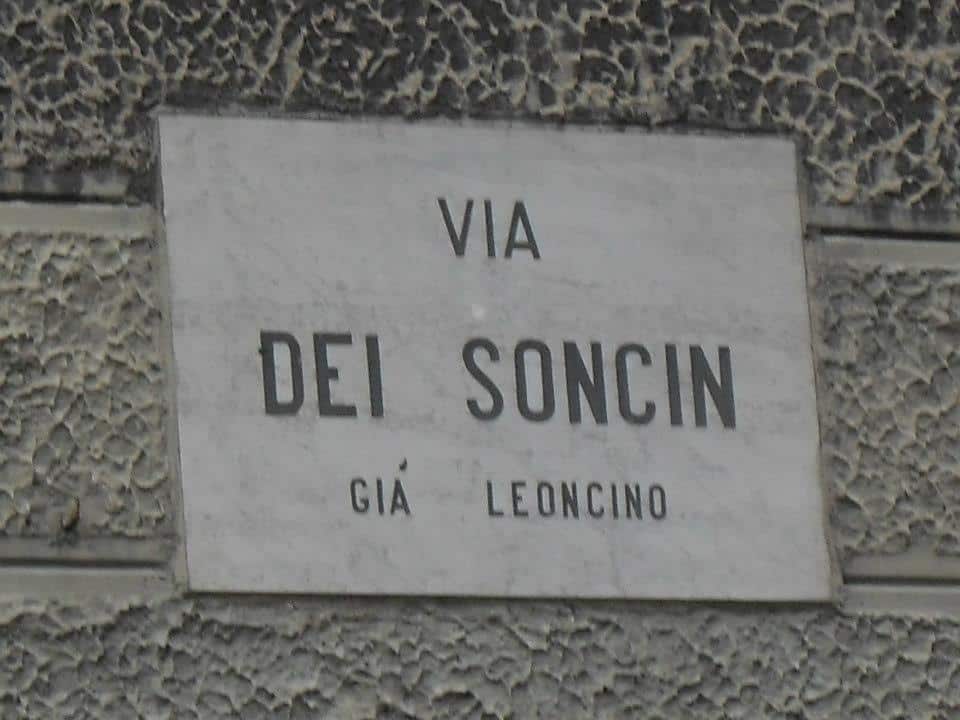 VIA
DEI SONCIN
GIÁ LEONCINO